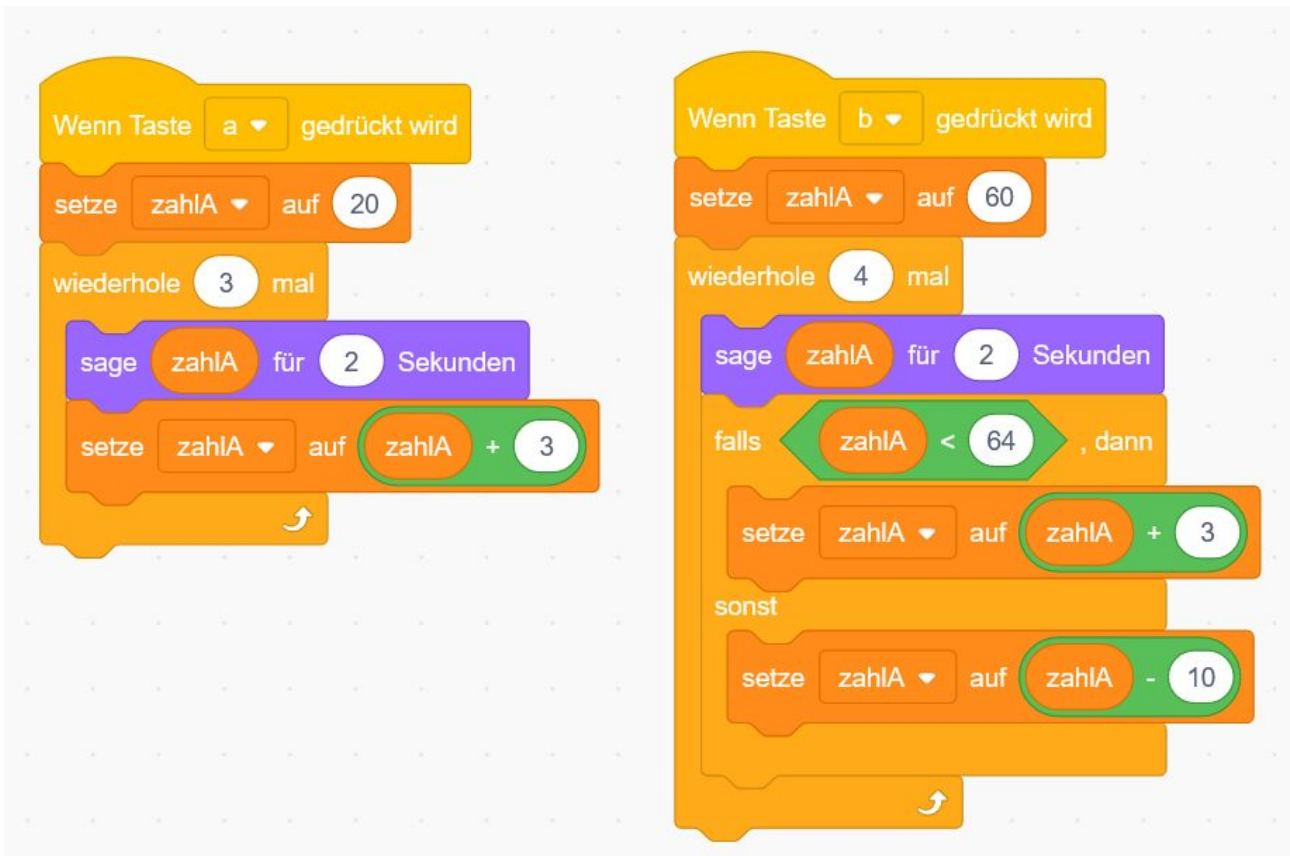 Wenn Taste a gedrückt wird
setze zahlA auf 20
wiederhole 3 mal
sage zahlA für 2 Sekunden
setze zahlA auf zahlA + 3
Wenn Taste b gedrückt wird
setze zahlA auf 60
wiederhole 4 mal
sage zahlA für 2 Sekunden
falls zahlA < 64 , dann
setze zahlA auf zahlA + 3
sonst
setze zahlA auf zahlA - 10